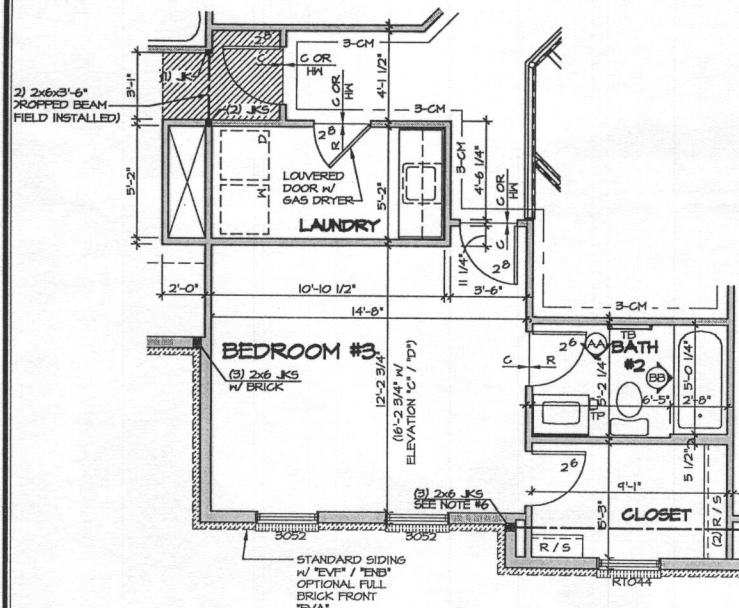 2⁸
C
C OR
HW
3-CM
4'-1 1/2"
C OR
HW
3-CM
3'-1"
(1) JKS
(2) JKS
2) 2x6x3'-6"
DROPPED BEAM
FIELD INSTALLED)
2⁸
R
D
W
LOUVERED
DOOR W/
GAS DRYER
5'-2"
5'-2"
LAUNDRY
3-CM
4'-6 1/4"
C OR
HW
C
11 1/4"
2⁸
2'-0"
10'-10 1/2"
3'-6"
14'-8"
3-CM
BEDROOM #3
(3) 2x6 JKS
W/ BRICK
12'-2 3/4"
(16'-2 3/4" W/
ELEVATION "C" / "D")
C
R
2⁶
AA
TB
BATH
#2
BB
5'-2 1/4"
5'-0 1/4"
6'-5"
2'-8"
TP
5 1/2"
2⁶
9'-1"
CLOSET
5'-3"
R / S
(2) R / S
(3) 2x6 JKS
SEE NOTE #6
3052
3052
RTO44
STANDARD SIDING
W/ "EVF" / "ENB"
OPTIONAL FULL
BRICK FRONT